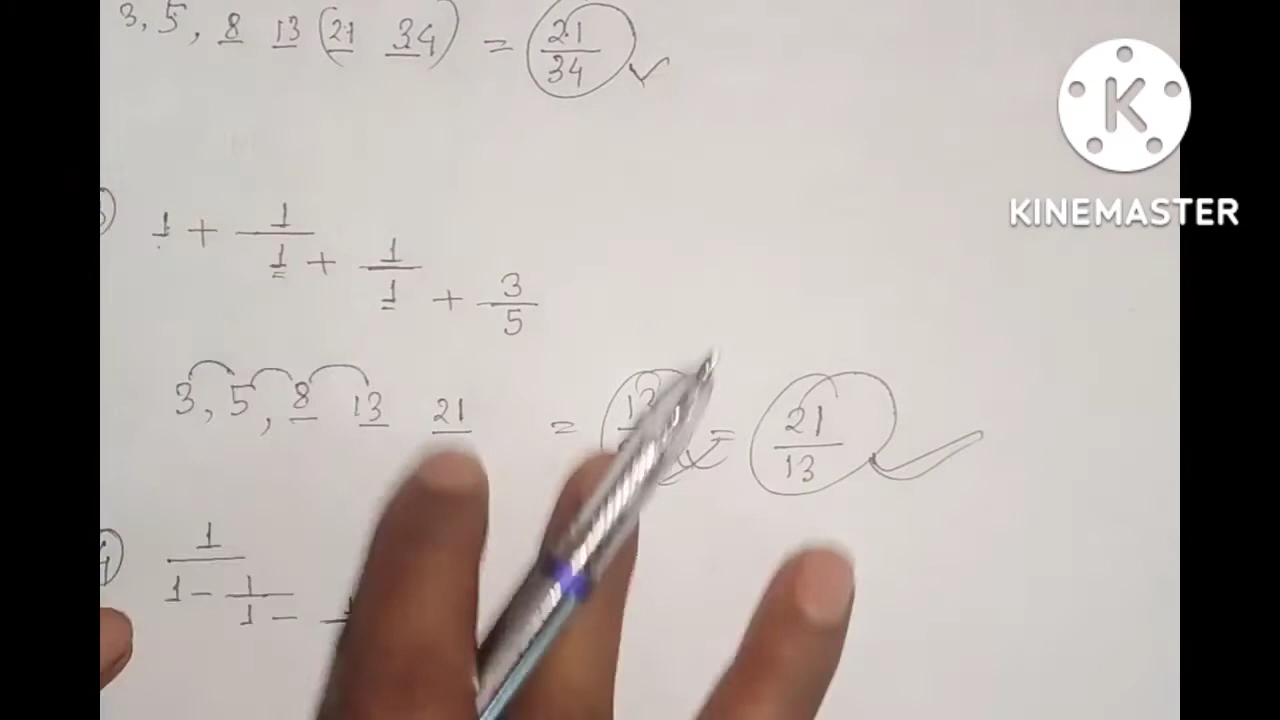 3, 5, 8 13 (21 34) = 21/34 ✓
K
KINEMASTER
1 + 1/1 + 1/1 + 3/5
3, 5, 8 13 21 = 13 = 21/13 ✓
1/1 - 1/1 -